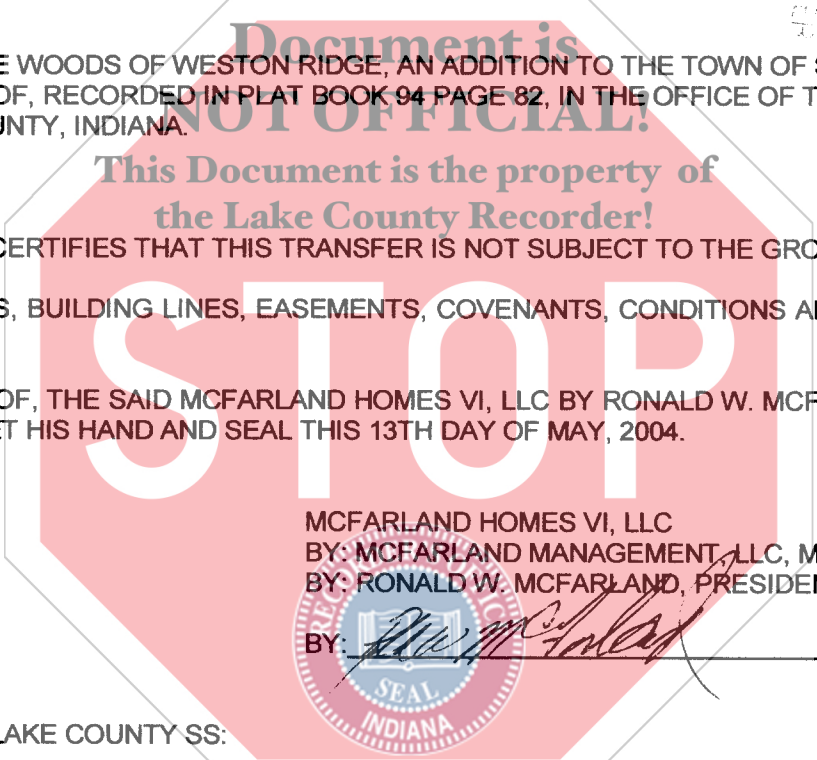 Document is
E WOODS OF WESTON RIDGE, AN ADDITION TO THE TOWN OF
OF, RECORDED IN PLAT BOOK 94 PAGE 82, IN THE OFFICE OF T
NOT OFFICIAL!
UNTY, INDIANA.
This Document is the property of
the Lake County Recorder!
CERTIFIES THAT THIS TRANSFER IS NOT SUBJECT TO THE GRO
S, BUILDING LINES, EASEMENTS, COVENANTS, CONDITIONS A
STOP
OF, THE SAID MCFARLAND HOMES VI, LLC BY RONALD W. MCF
T HIS HAND AND SEAL THIS 13TH DAY OF MAY, 2004.
MCFARLAND HOMES VI, LLC
BY: MCFARLAND MANAGEMENT, LLC, M
BY: RONALD W. MCFARLAND, PRESIDEN
BY:
SEAL
INDIANA
LAKE COUNTY SS: